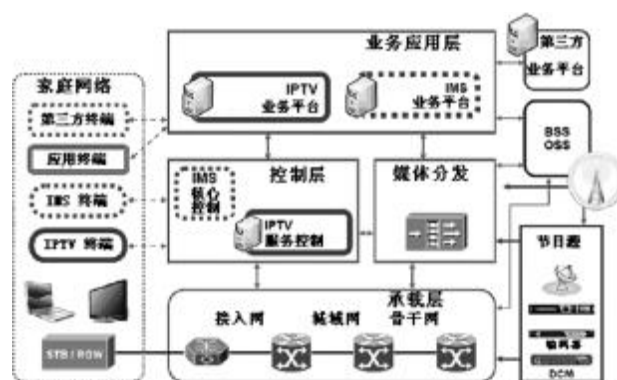 业务应用层
第三方
业务平台
IPTV
业务平台
IMS
业务平台
家庭网络
第三方终端
应用终端
IMS 终端
IPTV 终端
STB / RGW
控制层
IMS
核心
控制
IPTV
服务控制
媒体分发
BSS
OSS
节目源
编码器
DCM
承载层
接入网
城域网
骨干网